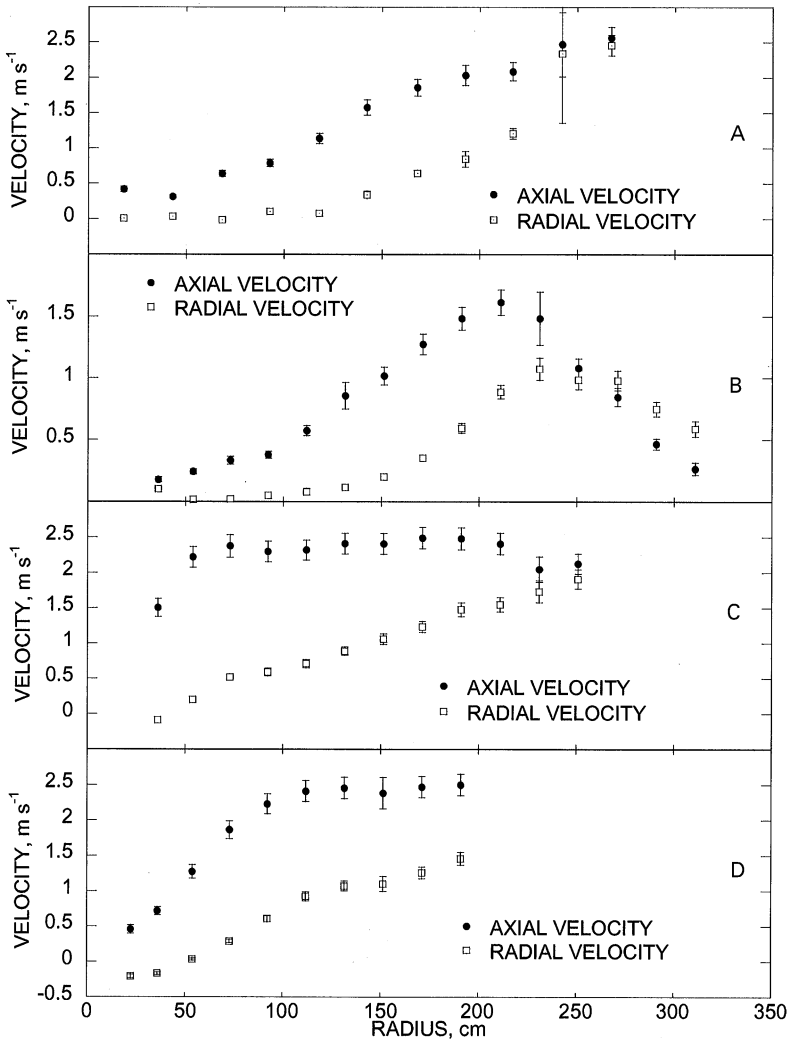 2.5
2
1.5
1
0.5
0
VELOCITY, m s-1
A
AXIAL VELOCITY
RADIAL VELOCITY
AXIAL VELOCITY
RADIAL VELOCITY
1.5
1
0.5
VELOCITY, m s-1
B
2.5
2
1.5
1
0.5
0
VELOCITY, m s-1
C
AXIAL VELOCITY
RADIAL VELOCITY
2.5
2
1.5
1
0.5
0
-0.5
VELOCITY, m s-1
D
AXIAL VELOCITY
RADIAL VELOCITY
0 50 100 150 200 250 300 350
RADIUS, cm